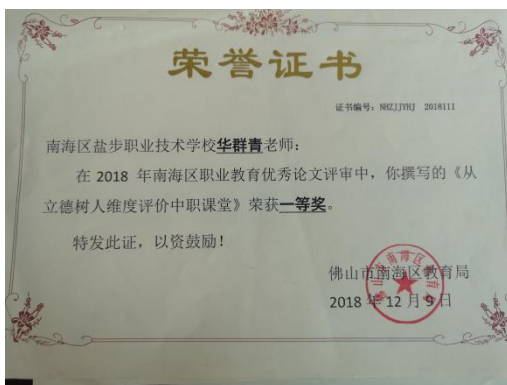 荣誉证书
证书编号：NHZJJYHJ 2018111
南海区盐步职业技术学校华群青老师：
在 2018 年南海区职业教育优秀论文评审中，你撰写的《从
立德树人维度评价中职课堂》荣获一等奖。
特发此证，以资鼓励！
佛山市南海区教育局
2018 年 12 月 9 日